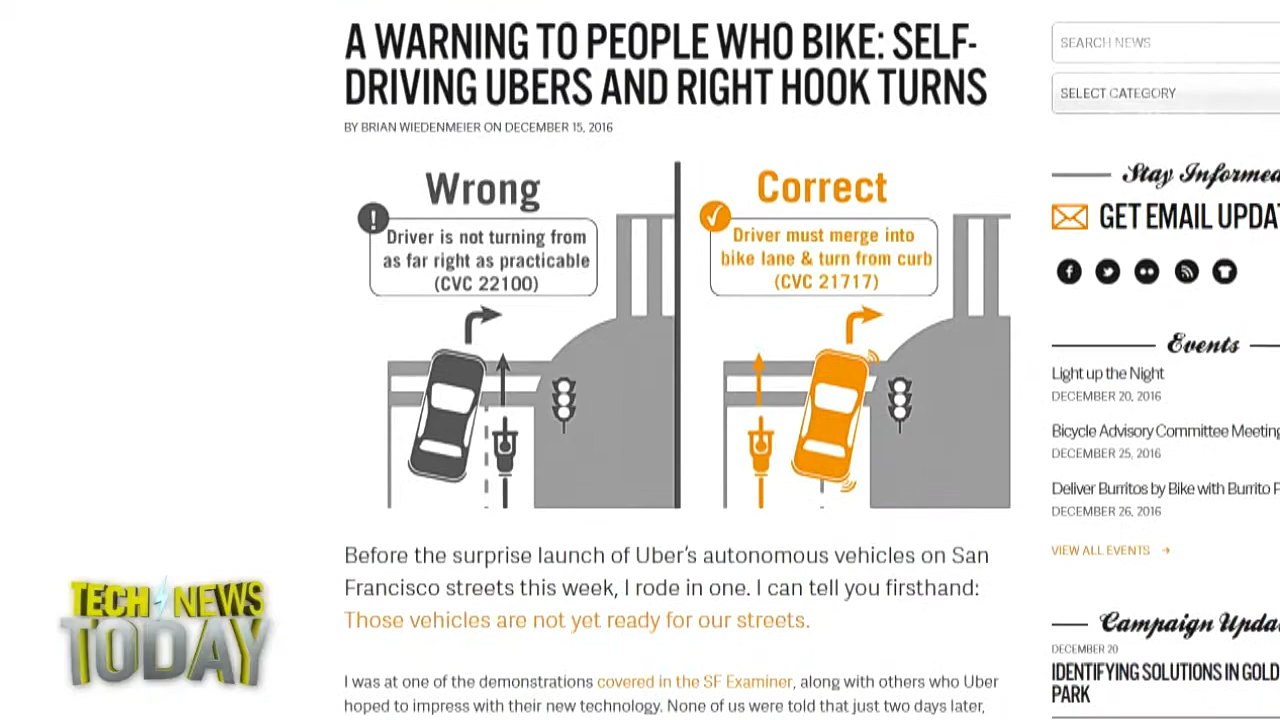 A WARNING TO PEOPLE WHO BIKE: SELF-
DRIVING UBERS AND RIGHT HOOK TURNS
BY BRIAN WIEDENMEIER ON DECEMBER 15, 2016
Wrong
Driver is not turning from
as far right as practicable
(CVC 22100)
Correct
Driver must merge into
bike lane & turn from curb
(CVC 21717)
Before the surprise launch of Uber's autonomous vehicles on San
Francisco streets this week, I rode in one. I can tell you firsthand:
Those vehicles are not yet ready for our streets.
I was at one of the demonstrations covered in the SF Examiner, along with others who Uber
hoped to impress with their new technology. None of us were told that just two days later,
SEARCH NEWS
SELECT CATEGORY
Stay Informed
GET EMAIL UPDA
Events
Light up the Night
DECEMBER 20, 2016
Bicycle Advisory Committee Meeting
DECEMBER 25, 2016
Deliver Burritos by Bike with Burrito P
DECEMBER 26, 2016
VIEW ALL EVENTS
Campaign Upda
DECEMBER 20
IDENTIFYING SOLUTIONS IN GOLD
PARK
TECH NEWS
TODAY